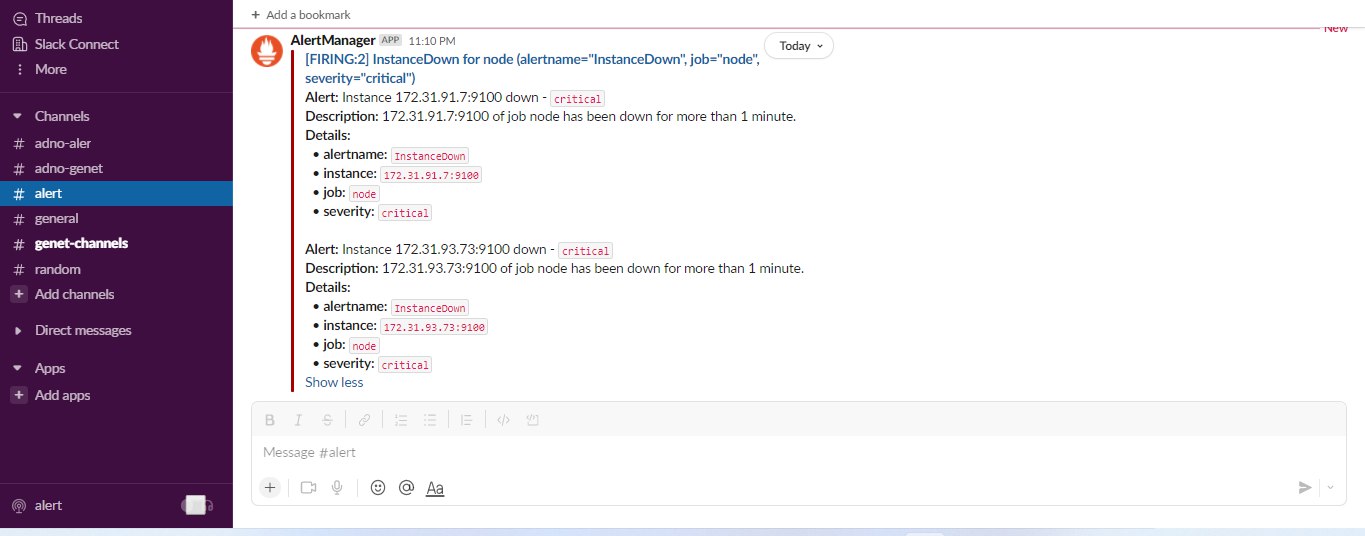 Threads
Slack Connect
More
Channels
# adno-aler
# adno-genet
# alert
# general
# genet-channels
# random
+ Add channels
Direct messages
Apps
+ Add apps
alert
+ Add a bookmark
New
AlertManager APP 11:10 PM
Today
[FIRING:2] InstanceDown for node (alertname="InstanceDown", job="node",
severity="critical")
Alert: Instance 172.31.91.7:9100 down - critical
Description: 172.31.91.7:9100 of job node has been down for more than 1 minute.
Details:
• alertname: InstanceDown
• instance: 172.31.91.7:9100
• job: node
• severity: critical
Alert: Instance 172.31.93.73:9100 down - critical
Description: 172.31.93.73:9100 of job node has been down for more than 1 minute.
Details:
• alertname: InstanceDown
• instance: 172.31.93.73:9100
• job: node
• severity: critical
Show less
B I S
Message #alert
+ @ Aa